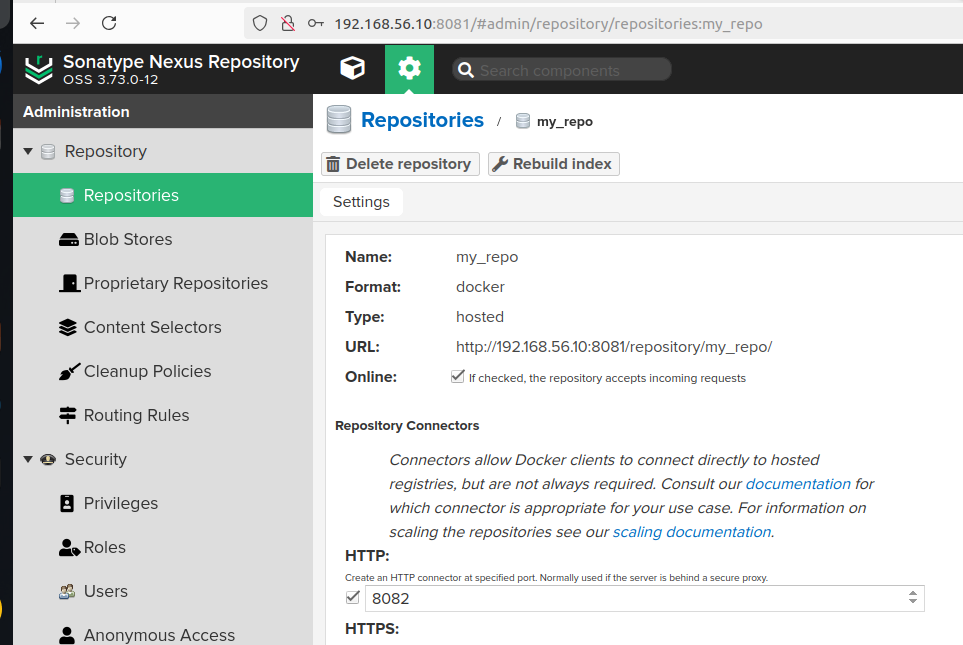 192.168.56.10:8081/#admin/repository/repositories:my_repo
Sonatype Nexus Repository
OSS 3.73.0-12
Search components
Administration
Repository
Repositories
Blob Stores
Proprietary Repositories
Content Selectors
Cleanup Policies
Routing Rules
Security
Privileges
Roles
Users
Anonymous Access
Repositories / my_repo
Delete repository Rebuild index
Settings
Name: my_repo
Format: docker
Type: hosted
URL: http://192.168.56.10:8081/repository/my_repo/
Online: If checked, the repository accepts incoming requests
Repository Connectors
Connectors allow Docker clients to connect directly to hosted
registries, but are not always required. Consult our documentation for
which connector is appropriate for your use case. For information on
scaling the repositories see our scaling documentation.
HTTP:
Create an HTTP connector at specified port. Normally used if the server is behind a secure proxy.
8082
HTTPS: